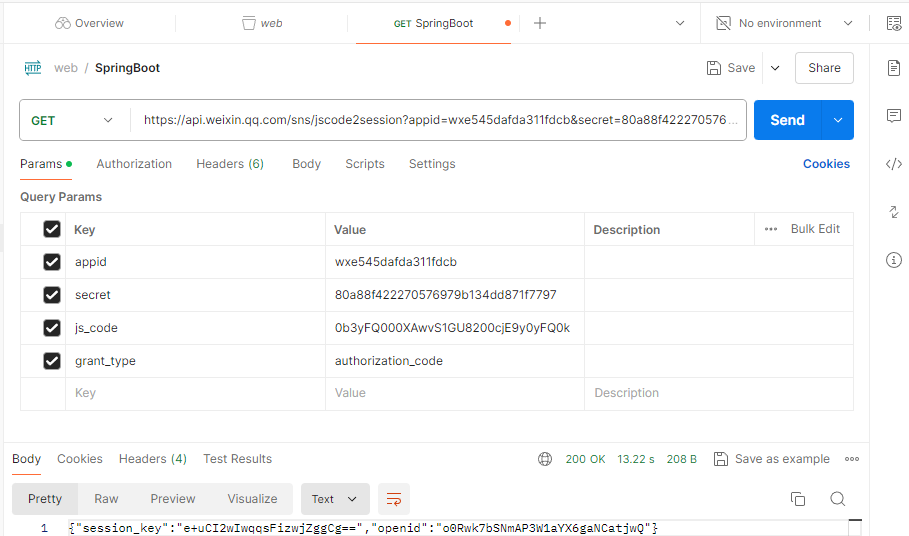 Overview web GET SpringBoot No environment
HTTP web / SpringBoot Save Share
GET https://api.weixin.qq.com/sns/jscode2session?appid=wxe545dafda311fdcb&secret=80a88f422270576... Send
Params Authorization Headers (6) Body Scripts Settings Cookies
Query Params
Key Value Description ... Bulk Edit
appid wxe545dafda311fdcb
secret 80a88f422270576979b134dd871f7797
js_code 0b3yFQ000XAwvS1GU8200cjE9y0yFQ0k
grant_type authorization_code
Key Value Description
Body Cookies Headers (4) Test Results 200 OK 13.22 s 208 B Save as example
Pretty Raw Preview Visualize Text
1 {"session_key":"e+uCI2wIwqqsFizwjZggCg==","openid":"o0Rwk7bSNmAP3W1aYX6gaNCatjwQ"}